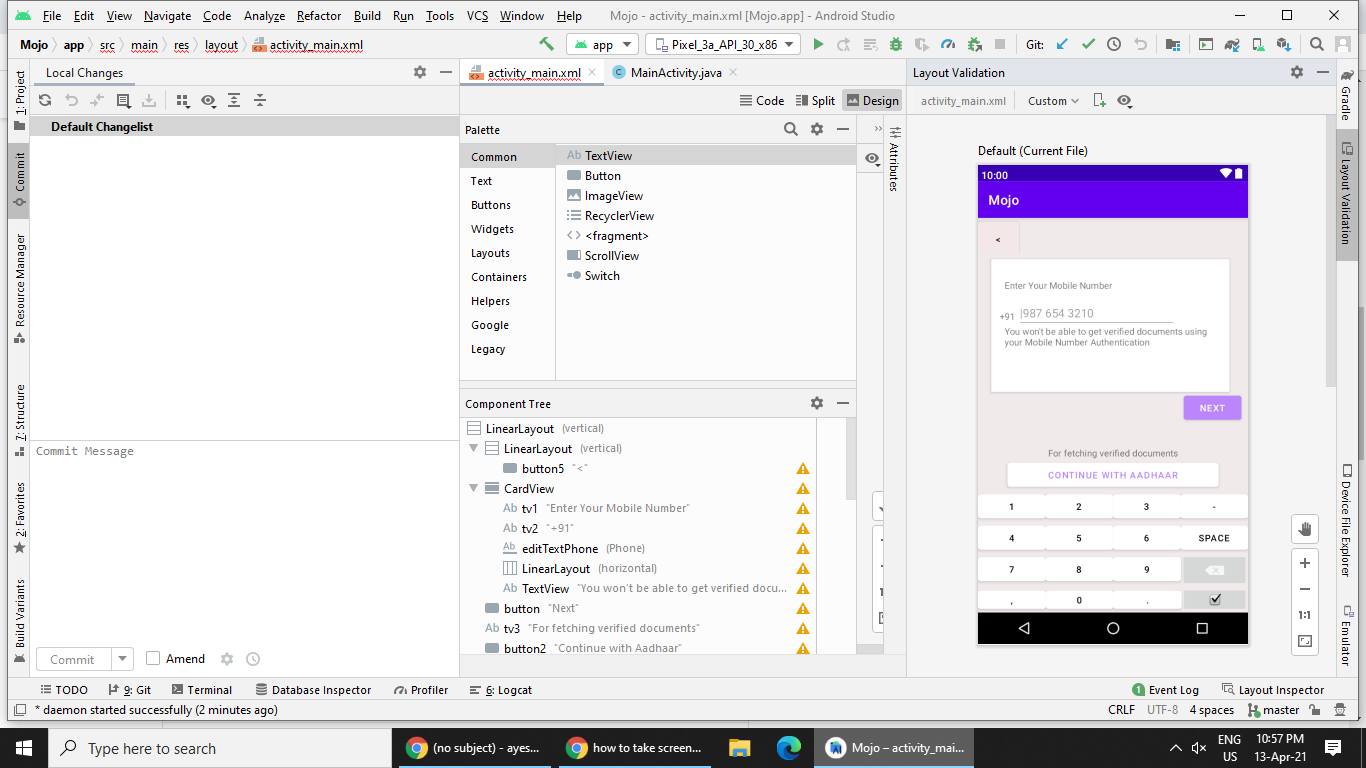 File Edit View Navigate Code Analyze Refactor Build Run Tools VCS Window Help Mojo - activity_main.xml [Mojo.app] - Android Studio
Mojo app src main res layout activity_main.xml app Pixel_3a_API_30_x86 Git:
Local Changes
activity_main.xml MainActivity.java
Layout Validation
Code Split Design
activity_main.xml Custom
1: Project
Commit
Resource Manager
7: Structure
2: Favorites
Build Variants
Default Changelist
Commit Message
Commit Amend
Palette
Common
Text
Buttons
Widgets
Layouts
Containers
Helpers
Google
Legacy
Ab TextView
Button
ImageView
RecyclerView
<fragment>
ScrollView
Switch
Attributes
Component Tree
LinearLayout (vertical)
LinearLayout (vertical)
button5 "<"
CardView
Ab tv1 "Enter Your Mobile Number"
Ab tv2 "+91"
Ab editTextPhone (Phone)
LinearLayout (horizontal)
Ab TextView "You won't be able to get verified docu...
button "Next"
Ab tv3 "For fetching verified documents"
button2 "Continue with Aadhaar"
Default (Current File)
10:00
Mojo
<
Enter Your Mobile Number
+91 987 654 3210
You won't be able to get verified documents using
your Mobile Number Authentication
NEXT
For fetching verified documents
CONTINUE WITH AADHAAR
1 2 3 -
4 5 6 SPACE
7 8 9
, 0 .
1:1
Gradle
Layout Validation
Device File Explorer
Emulator
TODO 9: Git Terminal Database Inspector Profiler 6: Logcat 1 Event Log Layout Inspector
* daemon started successfully (2 minutes ago) CRLF UTF-8 4 spaces master
Type here to search
(no subject) - ayes...
how to take screen...
Mojo – activity_mai...
ENG
US
10:57 PM
13-Apr-21